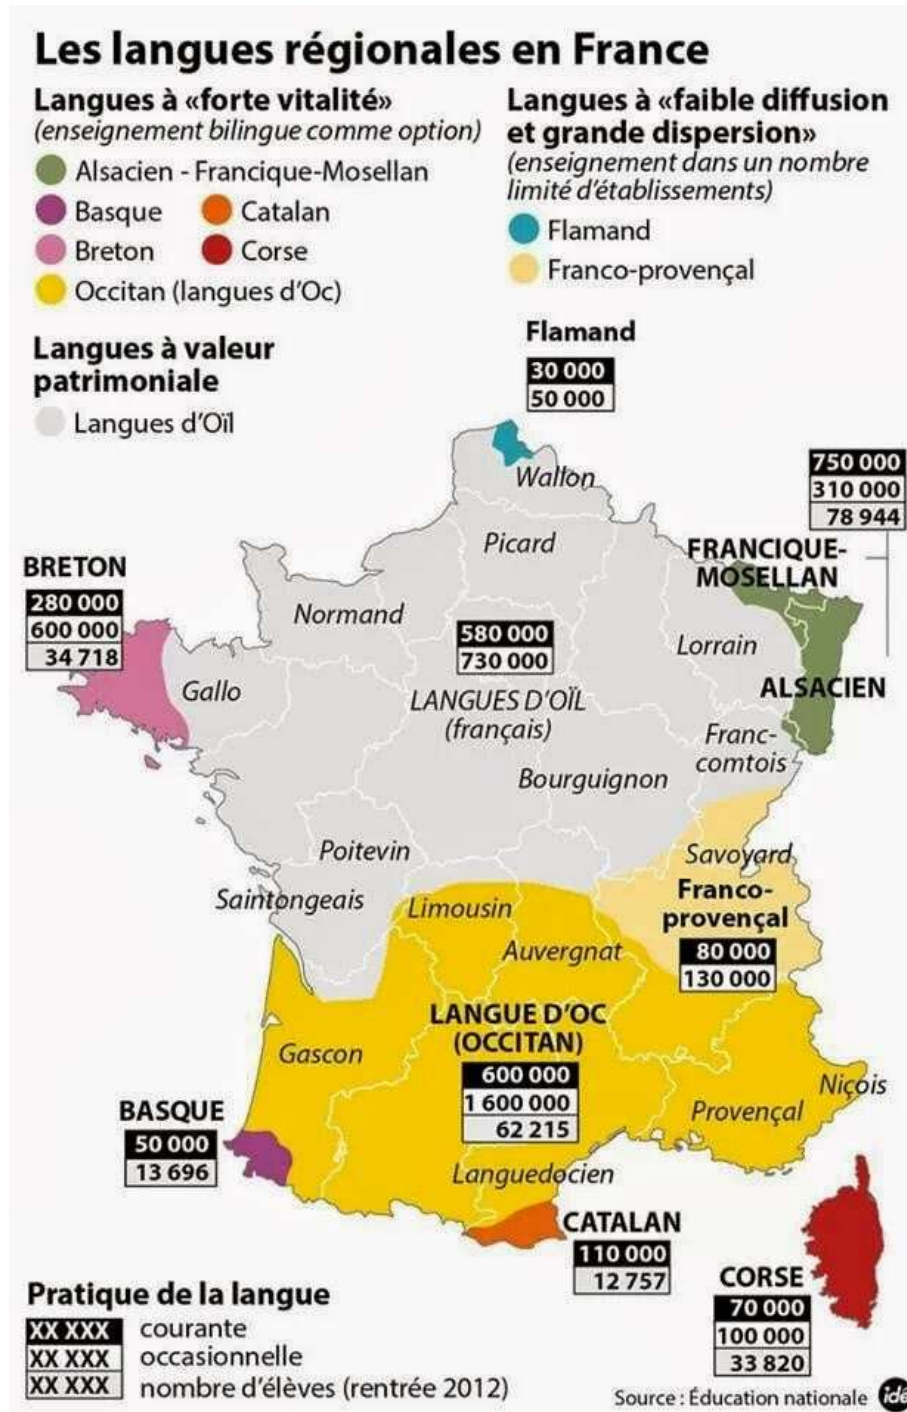 Les langues régionales en France
Langues à «forte vitalité»
(enseignement bilingue comme option)
Alsacien - Francique-Mosellan
Basque
Catalan
Breton
Corse
Occitan (langues d'Oc)
Langues à «faible diffusion
et grande dispersion»
(enseignement dans un nombre
limité d'établissements)
Flamand
Franco-provençal
Langues à valeur
patrimoniale
Langues d'Oïl
Flamand
30 000
50 000
Wallon
750 000
310 000
78 944
Picard
FRANCIQUE-
MOSELLAN
BRETON
280 000
600 000
34 718
Normand
580 000
730 000
Lorrain
Gallo
LANGUES D'OÏL
(français)
ALSACIEN
Franc-
comtois
Bourguignon
Poitevin
Savoyard
Saintongeais
Limousin
Franco-
provençal
80 000
130 000
Auvergnat
LANGUE D'OC
(OCCITAN)
600 000
1 600 000
62 215
Gascon
Niçois
Provençal
BASQUE
50 000
13 696
Languedocien
CATALAN
110 000
12 757
CORSE
70 000
100 000
33 820
Pratique de la langue
XX XXX courante
XX XXX occasionnelle
XX XXX nombre d'élèves (rentrée 2012)
Source : Éducation nationale
idé